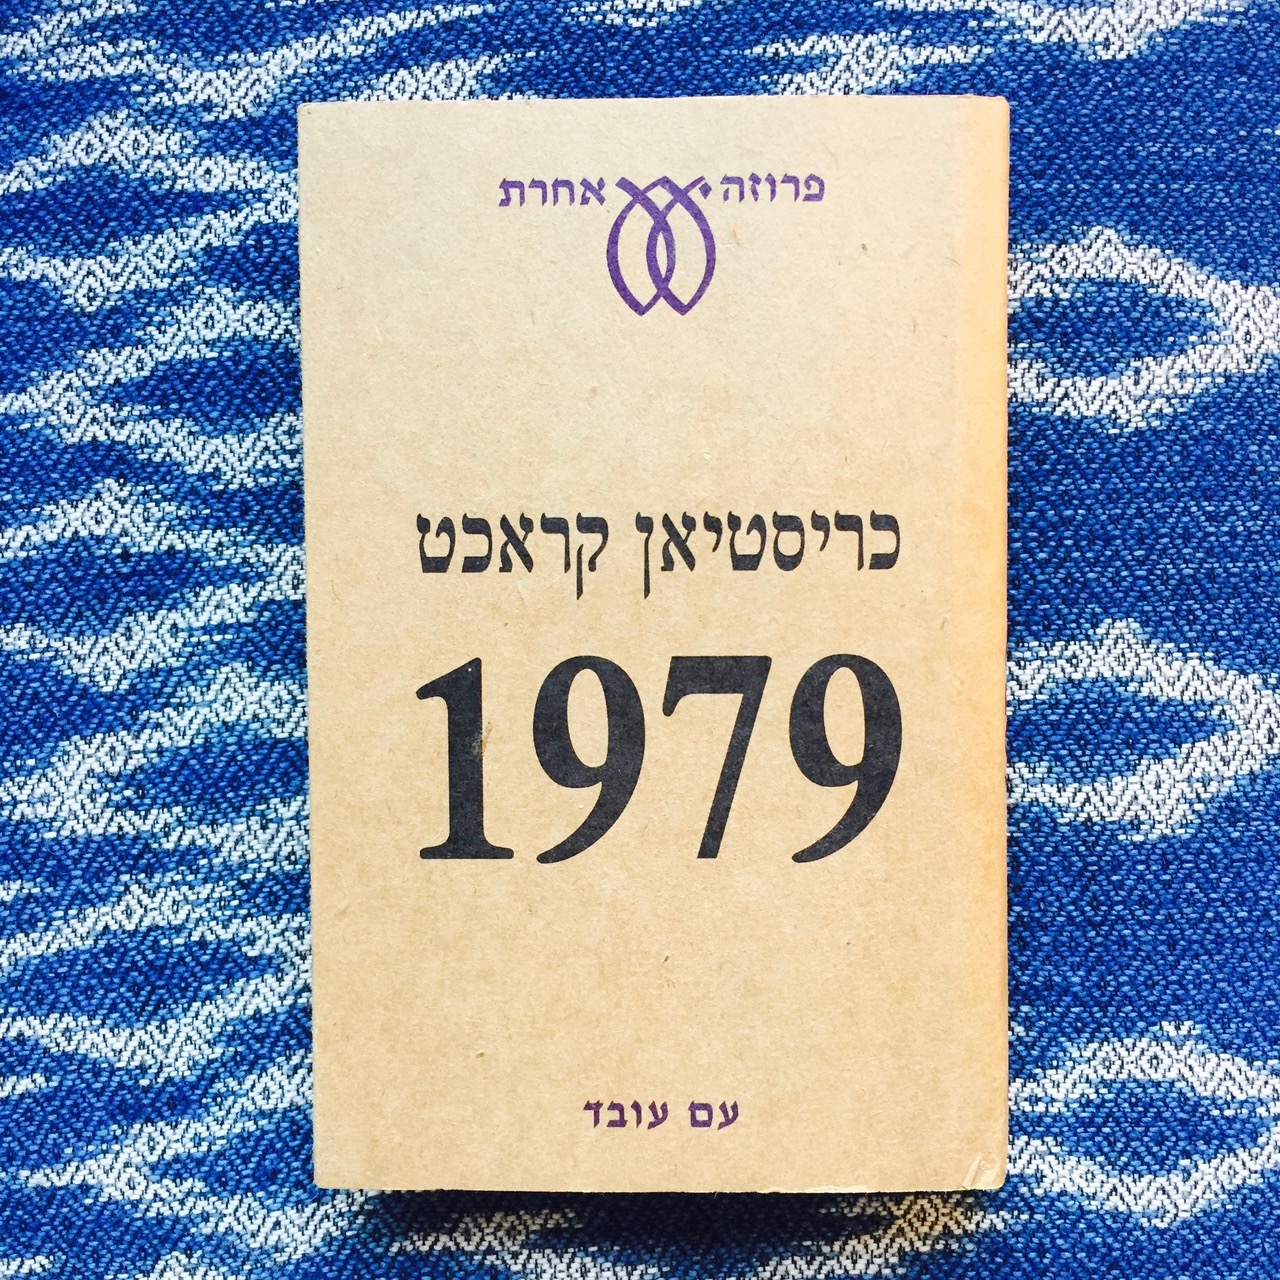 פרוזה אחרת
כריסטיאן קראכט
1979
עם עובד